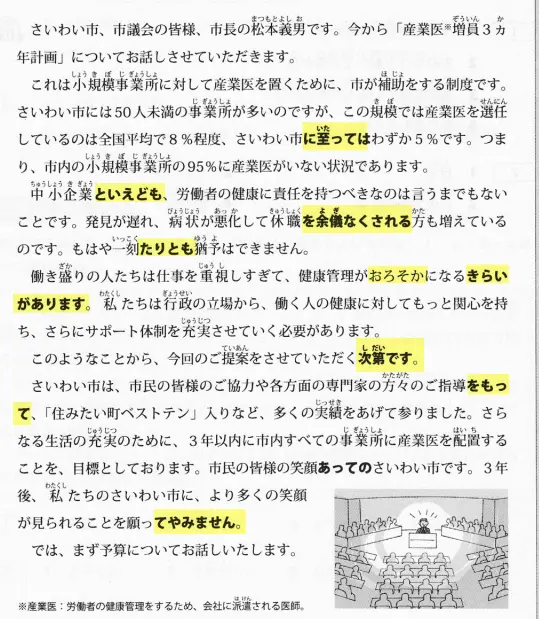 さいわい市、市議会の皆様、市長の松本義男です。今から「産業医※増員３ヵ
年計画」についてお話しさせていただきます。
これは小規模事業所に対して産業医を置くために、市が補助をする制度です。
さいわい市には50人未満の事業所が多いのですが、この規模では産業医を選任
しているのは全国平均で８％程度、さいわい市に至ってはわずか５％です。つま
り、市内の小規模事業所の95％に産業医がいない状況であります。
中小企業といえども、労働者の健康に責任を持つべきなのは言うまでもない
ことです。発見が遅れ、病状が悪化して休職を余儀なくされる方も増えている
のです。もはや一刻たりとも猶予はできません。
働き盛りの人たちは仕事を重視しすぎて、健康管理がおろそかになるきらい
があります。私たちは行政の立場から、働く人の健康に対してもっと関心を持
ち、さらにサポート体制を充実させていく必要があります。
このようなことから、今回のご提案をさせていただく次第です。
さいわい市は、市民の皆様のご協力や各方面の専門家の方々のご指導をもっ
て、「住みたい町ベストテン」入りなど、多くの実績をあげて参りました。さら
なる生活の充実のために、３年以内に市内すべての事業所に産業医を配置する
ことを、目標としております。市民の皆様の笑顔あってのさいわい市です。３年
後、私たちのさいわい市に、より多くの笑顔
が見られることを願ってやみません。
では、まず予算についてお話しいたします。
※産業医：労働者の健康管理をするため、会社に派遣される医師。